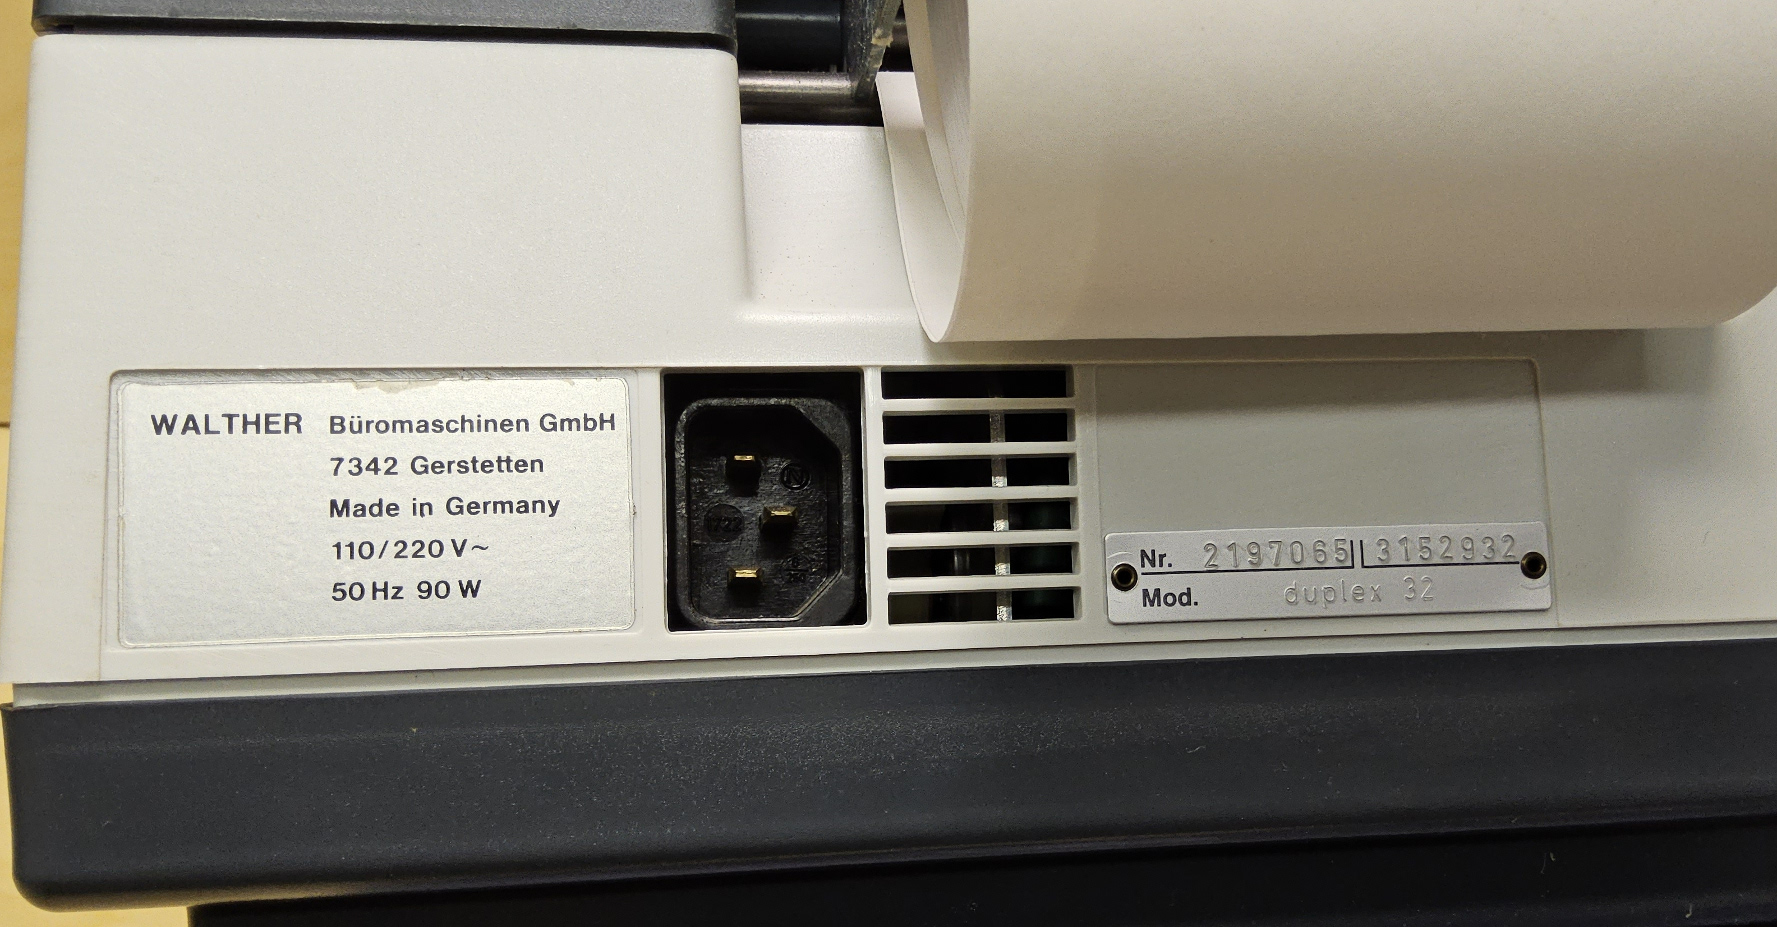 WALTHER Büromaschinen GmbH
7342 Gerstetten
Made in Germany
110/220 V~
50 Hz 90 W
Nr. 2197065 3152932
Mod. duplex 32